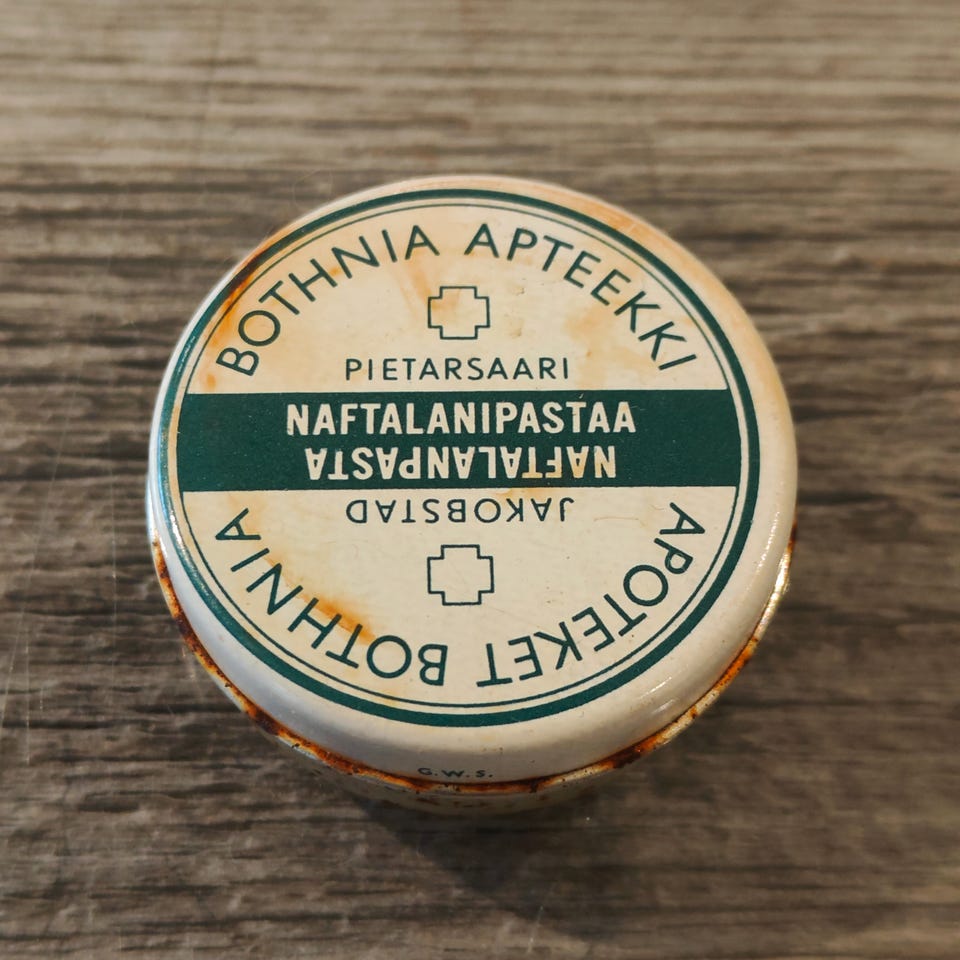 BOTHNIA APTEEKKI
PIETARSAARI
NAFTALANIPASTAA
NAFTALANPASTA
JAKOBSTAD
APOTEKET BOTHNIA
G.W.S.